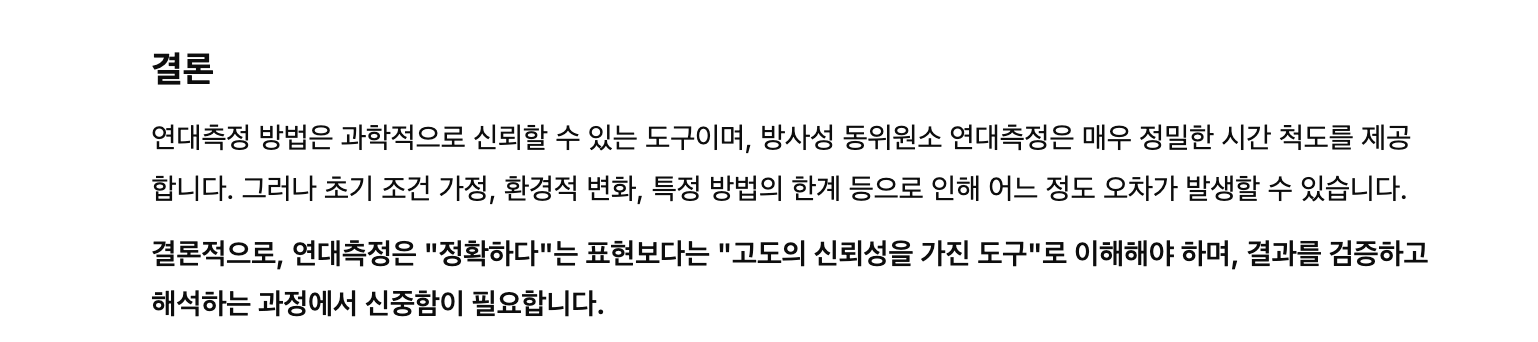 결론
연대측정 방법은 과학적으로 신뢰할 수 있는 도구이며, 방사성 동위원소 연대측정은 매우 정밀한 시간 척도를 제공
합니다. 그러나 초기 조건 가정, 환경적 변화, 특정 방법의 한계 등으로 인해 어느 정도 오차가 발생할 수 있습니다.
결론적으로, 연대측정은 "정확하다"는 표현보다는 "고도의 신뢰성을 가진 도구"로 이해해야 하며, 결과를 검증하고
해석하는 과정에서 신중함이 필요합니다.